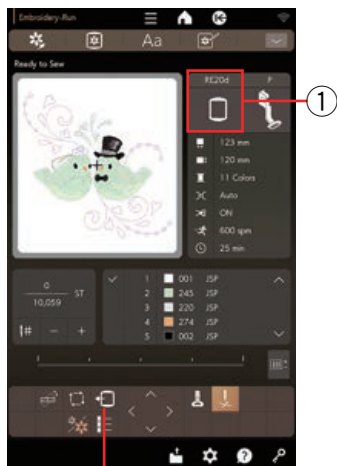 Embroidery-Run
Aa
Ready to Sew
RE20d P
1
123 mm
120 mm
11 Colors
Auto
ON
600 spm
25 min
0
10,059
ST
# - +
1 001 JSP
2 245 JSP
3 220 JSP
4 274 JSP
5 002 JSP
?